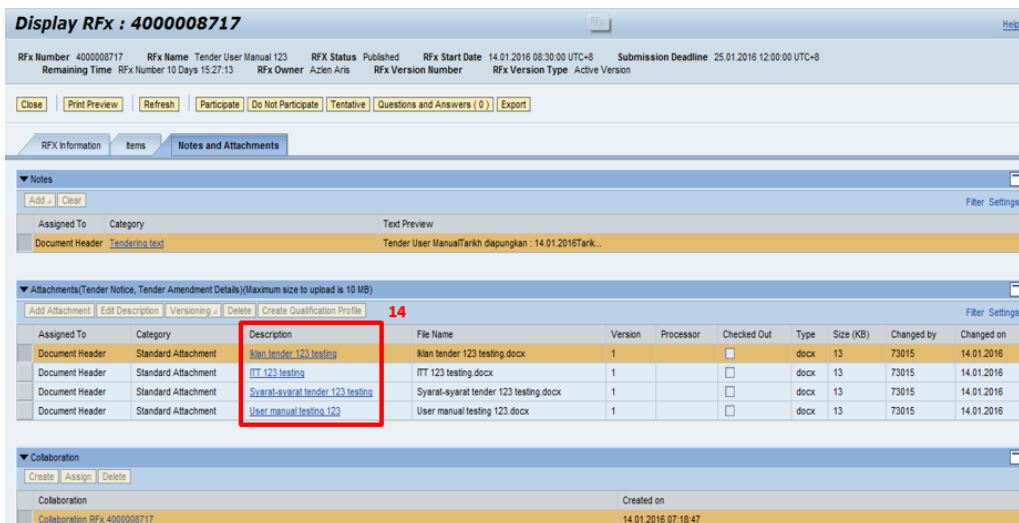 Display RFx : 4000008717
RFx
Help
RFx Number 4000008717 RFx Name Tender User Manual 123 RFX Status Published RFx Start Date 14.01.2016 08:30:00 UTC+8 Submission Deadline 25.01.2016 12:00:00 UTC+8
Remaining Time RFx Number 10 Days 15:27:13 RFx Owner Azlen Aris RFx Version Number RFx Version Type Active Version
Close Print Preview Refresh Participate Do Not Participate Tentative Questions and Answers ( 0 ) Export
RFX Information Items Notes and Attachments
Notes
Add Clear Filter Settings
Assigned To Category Text Preview
Document Header Tendering text Tender User ManualTarikh diapungkan : 14.01.2016Tarik...
Attachments(Tender Notice, Tender Amendment Details)(Maximum size to upload is 10 MB)
Add Attachment Edit Description Versioning Delete Create Qualification Profile 14 Filter Settings
Assigned To Category Description File Name Version Processor Checked Out Type Size (KB) Changed by Changed on
Document Header Standard Attachment Iklan tender 123 testing Iklan tender 123 testing.docx 1 docx 13 73015 14.01.2016
Document Header Standard Attachment ITT 123 testing ITT 123 testing.docx 1 docx 13 73015 14.01.2016
Document Header Standard Attachment Syarat-syarat tender 123 testing Syarat-syarat tender 123 testing.docx 1 docx 13 73015 14.01.2016
Document Header Standard Attachment User manual testing 123 User manual testing 123.docx 1 docx 13 73015 14.01.2016
Collaboration
Create Assign Delete
Collaboration Created on
Collaboration RFx 4000008717 14.01.2016 07:18:47